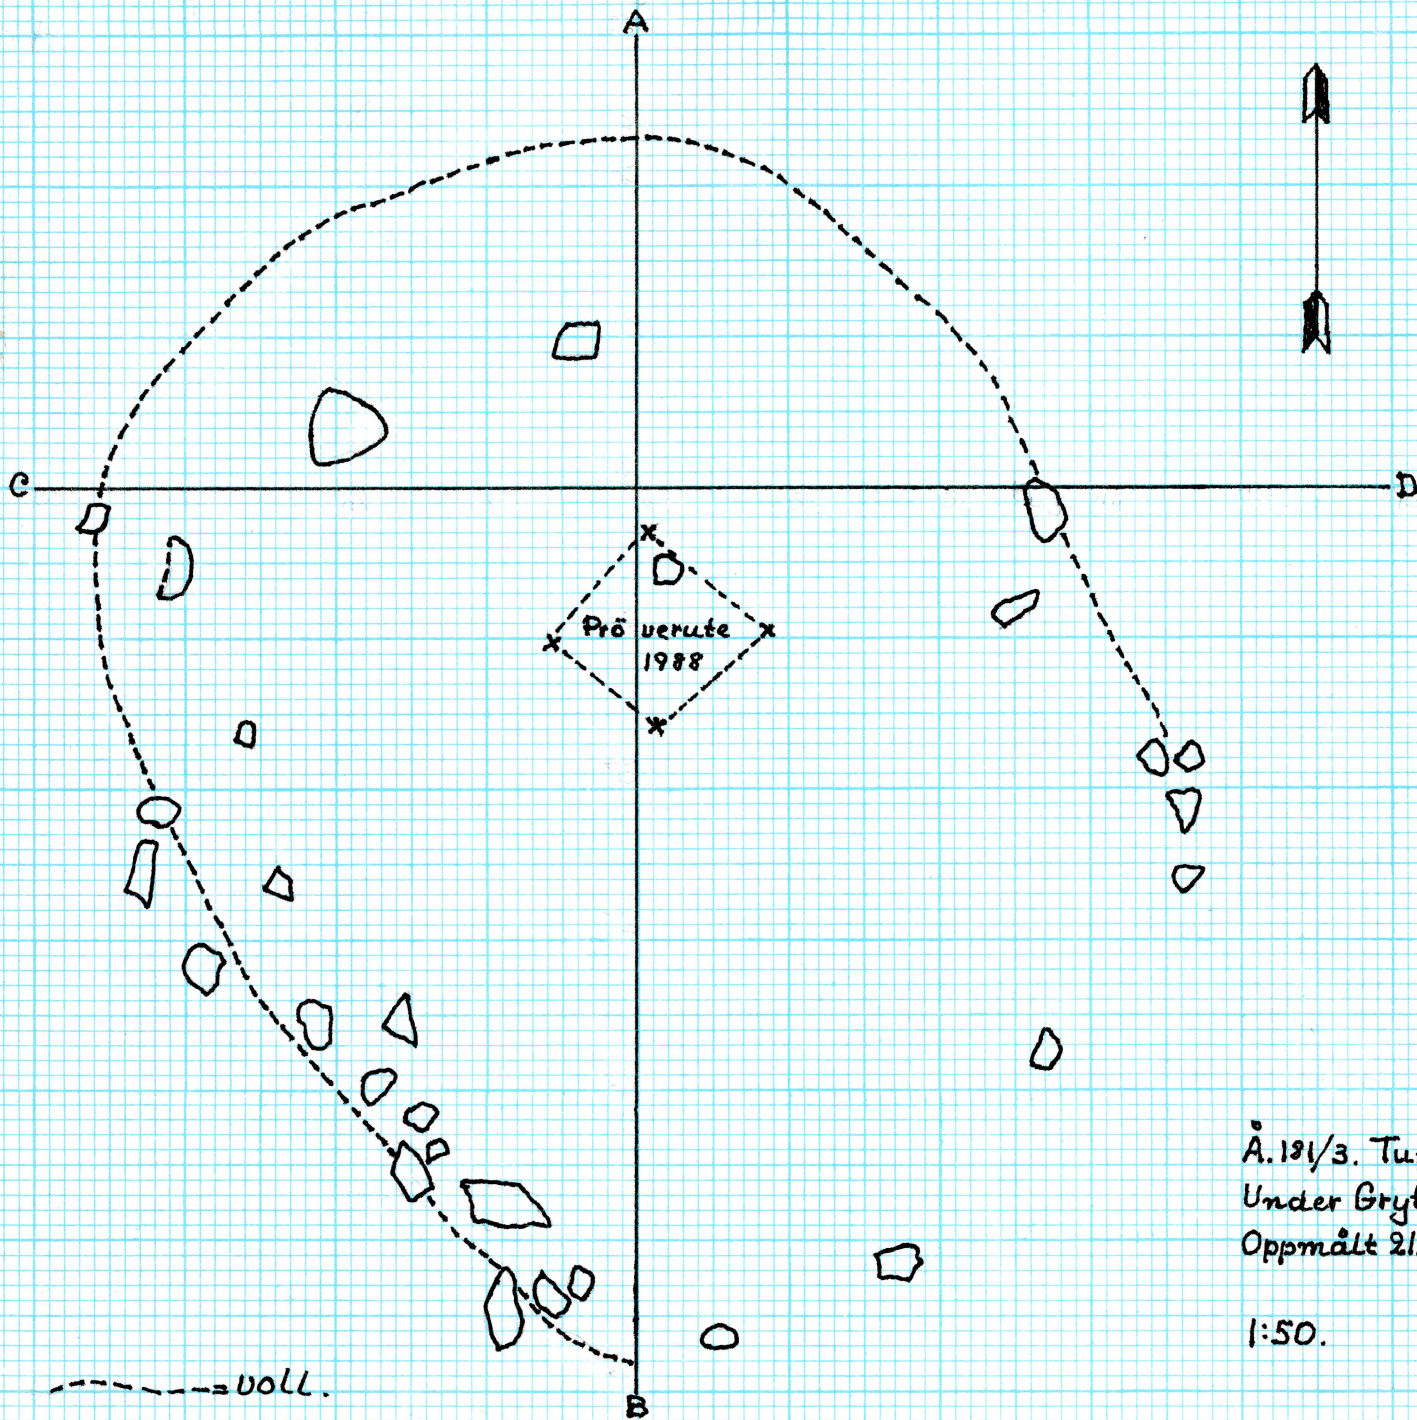 A
C
D
Prö verute
1988
Å.181/3.
Under
Oppmålt
1:50.
= VOLL.
B